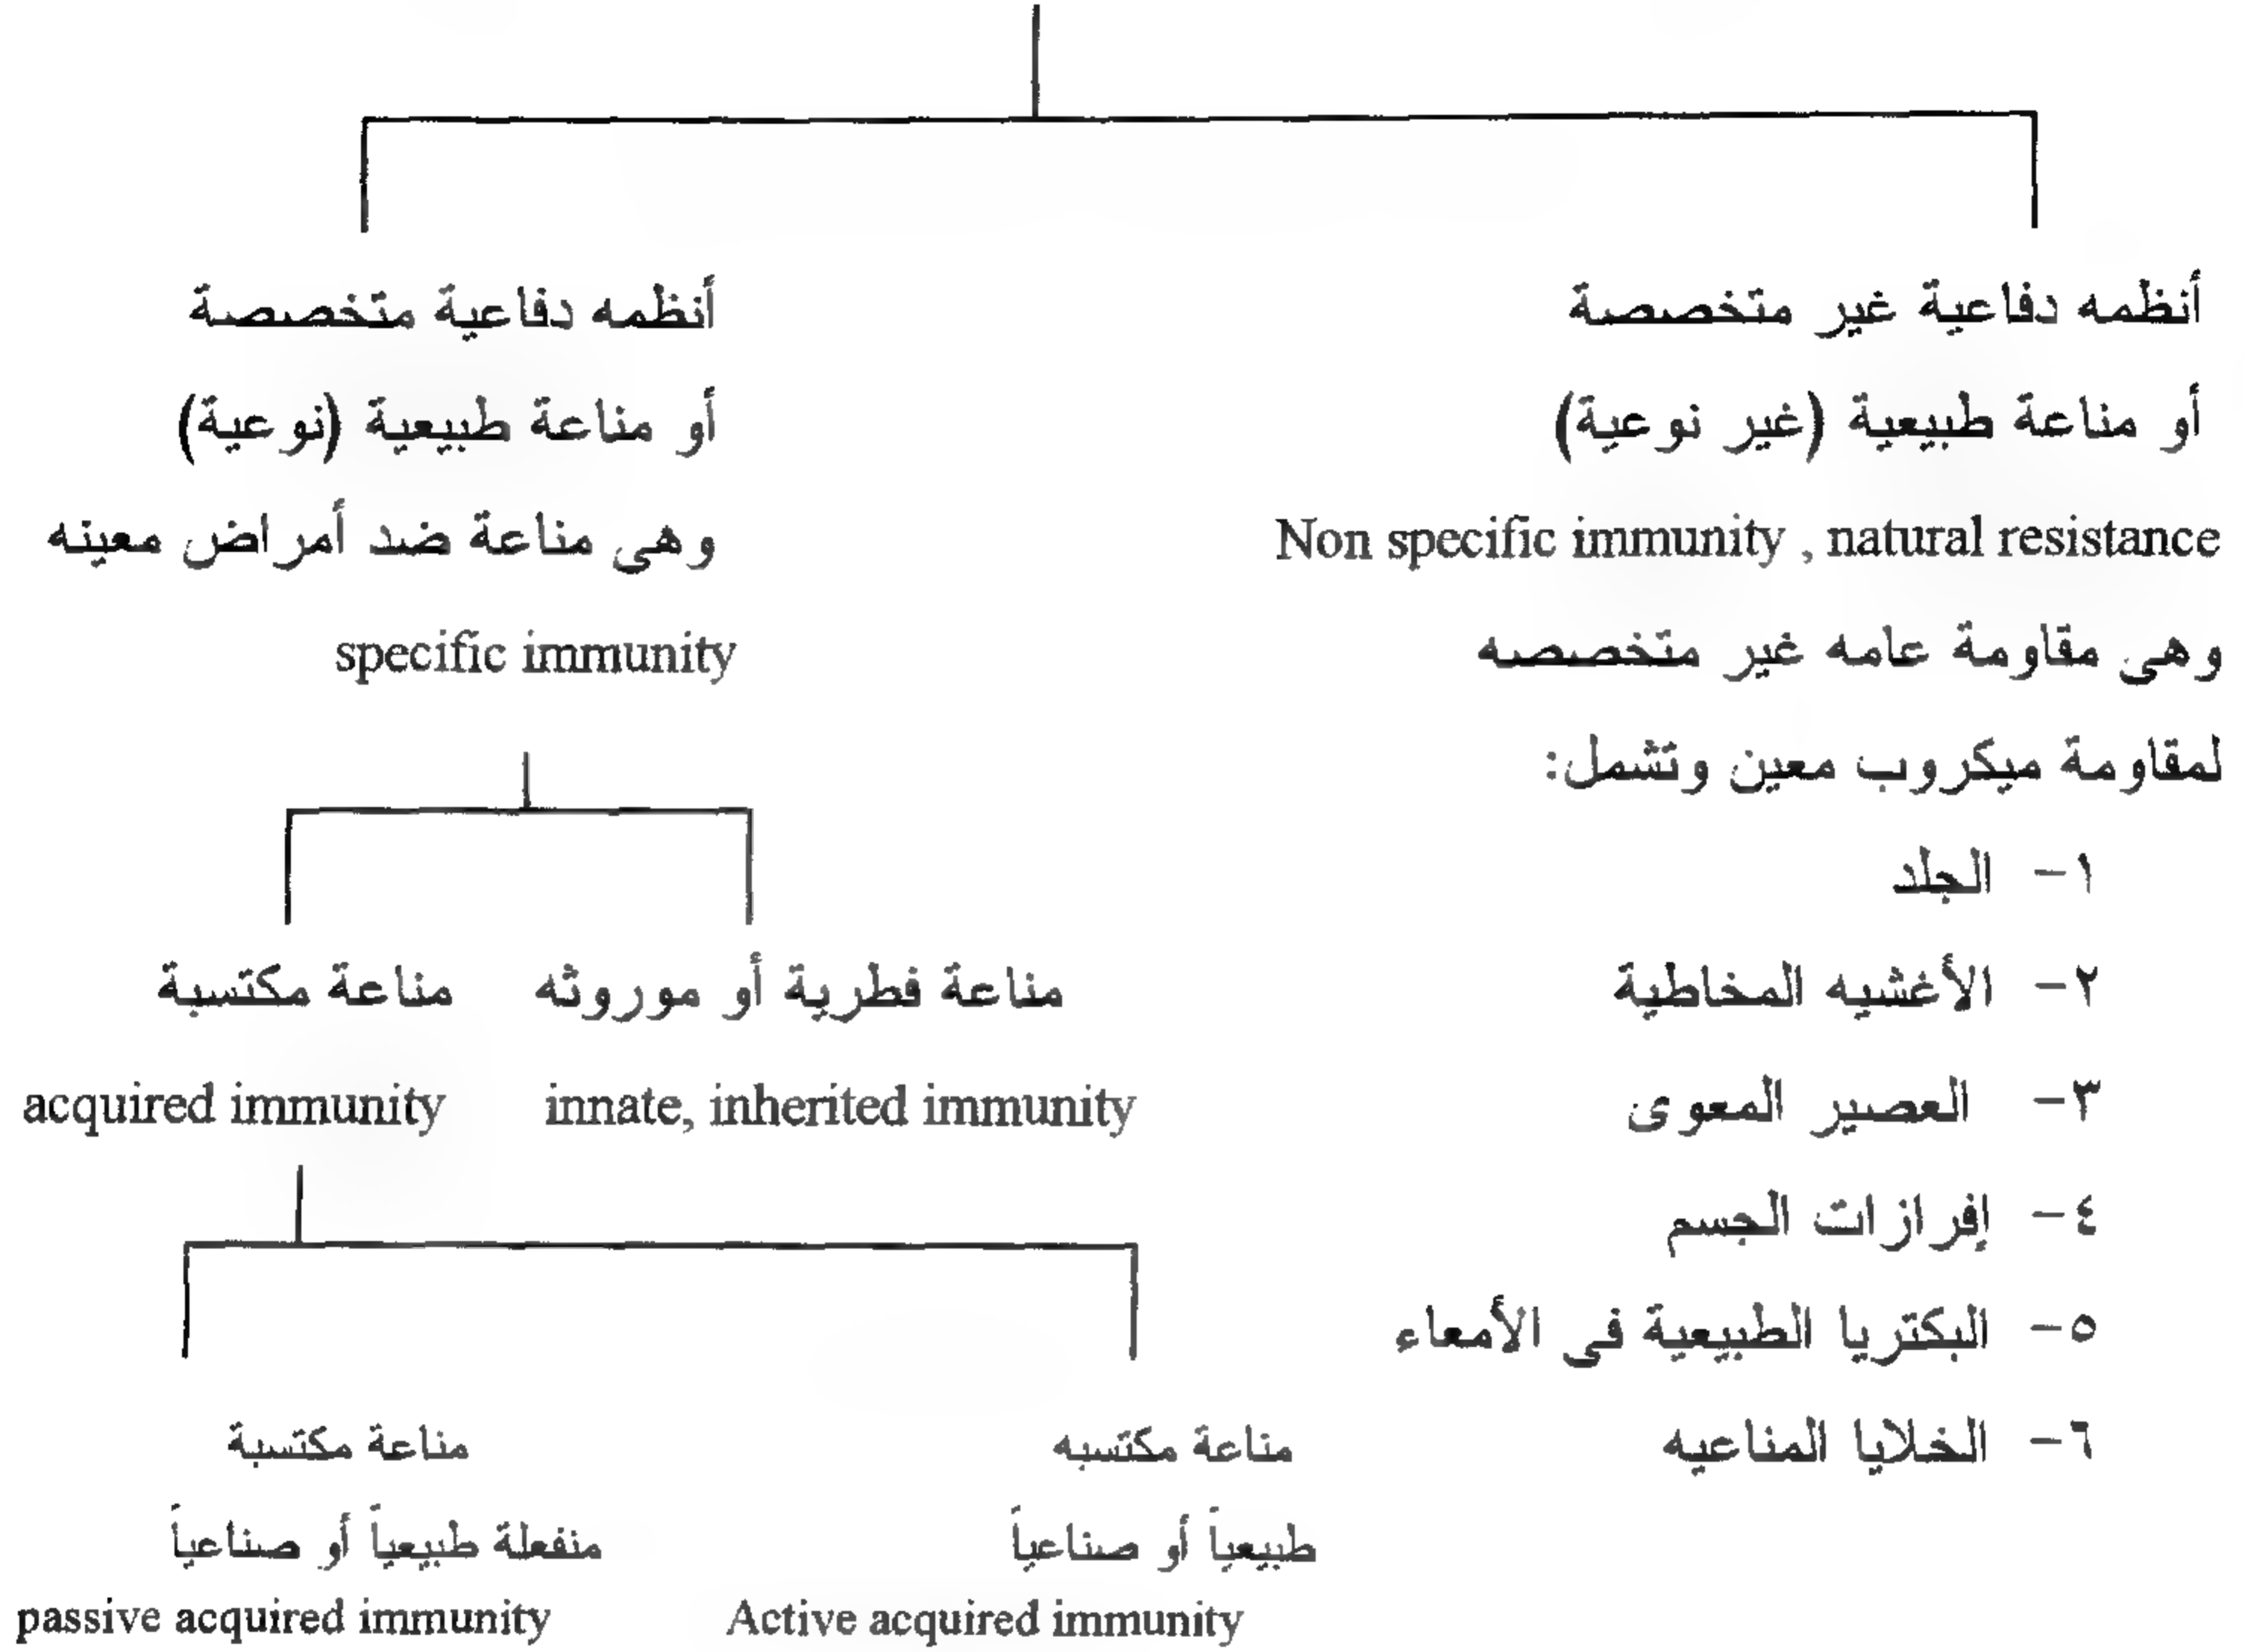 أنظمه دفاعية غير متخصصة
أو مناعة طبيعية (غير نوعية)
Non specific immunity , natural resistance
وهى مقاومة عامه غير متخصصه
لمقاومة ميكروب معين وتشمل:
١- الجلد
٢- الأغشيه المخاطية
٣- العصير المعوى
٤- إفرازات الجسم
٥- البكتريا الطبيعية فى الأمعاء
٦- الخلايا المناعيه
أنظمه دفاعية متخصصة
أو مناعة طبيعية (نوعية)
وهى مناعة ضد أمراض معينه
specific immunity
مناعة فطرية أو موروثه
innate, inherited immunity
مناعة مكتسبة
acquired immunity
مناعة مكتسبه
طبيعياً أو صناعياً
Active acquired immunity
مناعة مكتسبة
منفعلة طبيعياً أو صناعياً
passive acquired immunity